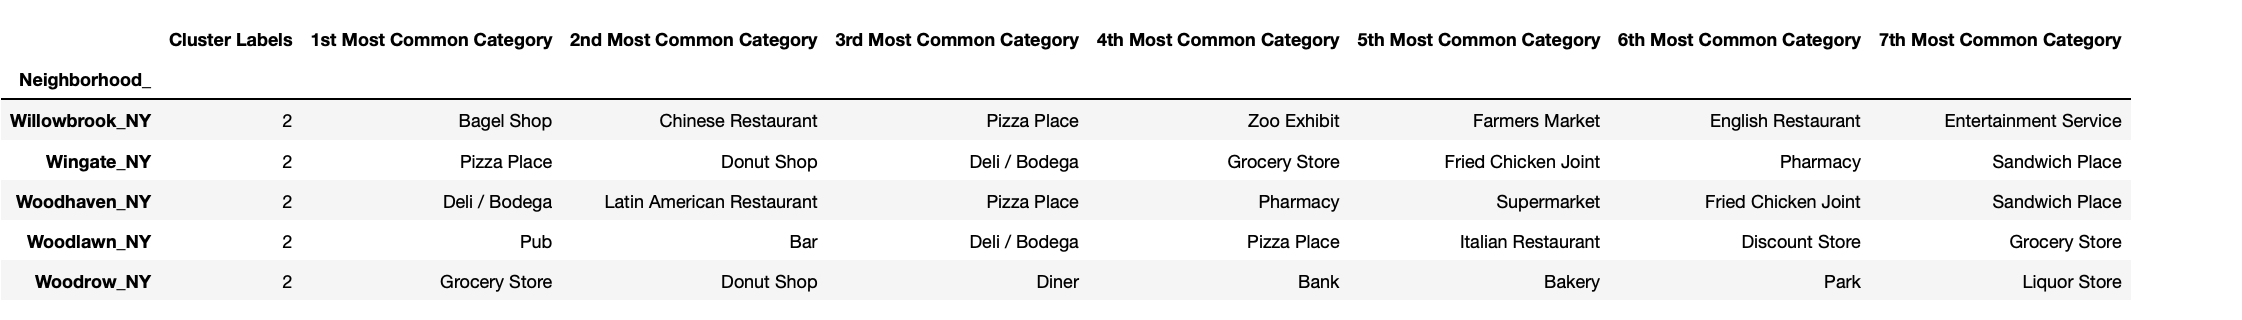 Cluster Labels 1st Most Common Category 2nd Most Common Category 3rd Most Common Category 4th Most Common Category 5th Most Common Category 6th Most Common Category 7th Most Common Category
Neighborhood_
Willowbrook_NY 2 Bagel Shop Chinese Restaurant Pizza Place Zoo Exhibit Farmers Market English Restaurant Entertainment Service
Wingate_NY 2 Pizza Place Donut Shop Deli / Bodega Grocery Store Fried Chicken Joint Pharmacy Sandwich Place
Woodhaven_NY 2 Deli / Bodega Latin American Restaurant Pizza Place Pharmacy Supermarket Fried Chicken Joint Sandwich Place
Woodlawn_NY 2 Pub Bar Deli / Bodega Pizza Place Italian Restaurant Discount Store Grocery Store
Woodrow_NY 2 Grocery Store Donut Shop Diner Bank Bakery Park Liquor Store